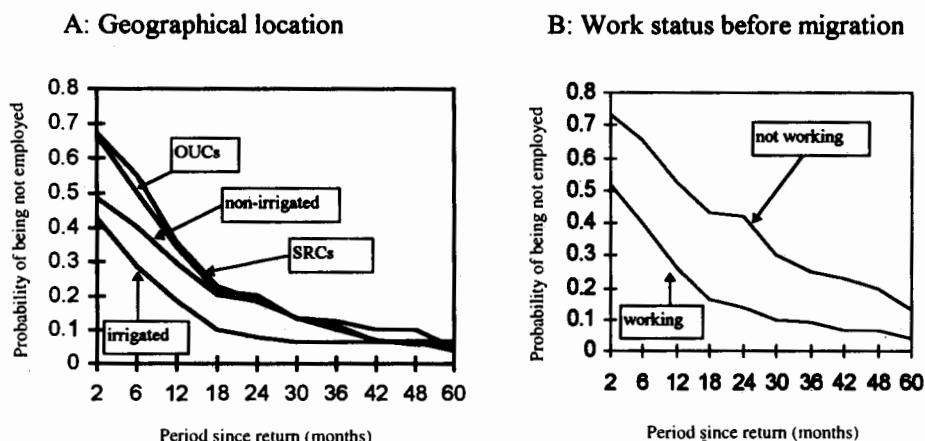 A: Geographical location
Probability of being not employed
0.8
0.7
0.6
0.5
0.4
0.3
0.2
0.1
0
OUCs
non-irrigated
SRCs
irrigated
2 6 12 18 24 30 36 42 48 60
Period since return (months)
B: Work status before migration
Probability of being not employed
0.8
0.7
0.6
0.5
0.4
0.3
0.2
0.1
0
not working
working
2 6 12 18 24 30 36 42 48 60
Period since return (months)